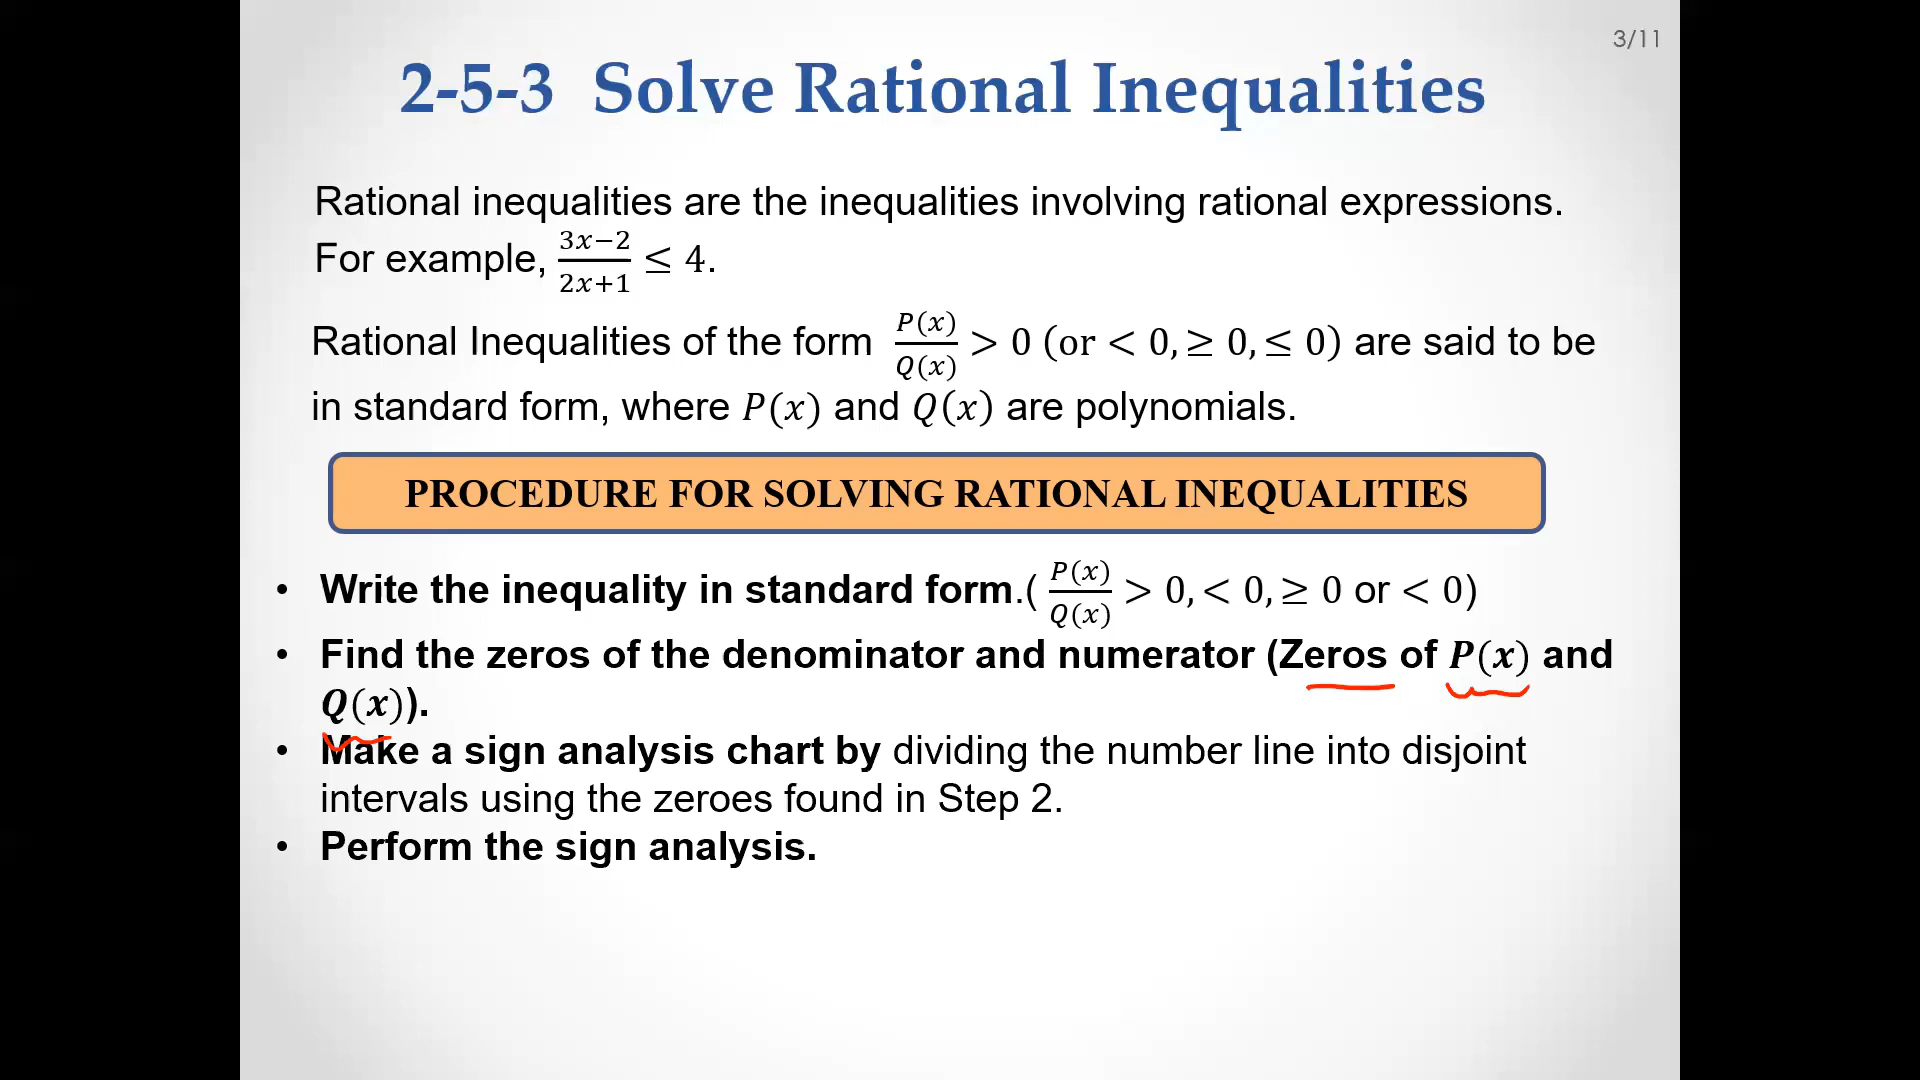 3/11
2-5-3 Solve Rational Inequalities
Rational inequalities are the inequalities involving rational expressions.
For example, \frac{3x−2}{2x+1} ≤ 4.
Rational Inequalities of the form \frac{P(x)}{Q(x)} > 0 (or < 0, ≥ 0, ≤ 0) are said to be
in standard form, where P(x) and Q(x) are polynomials.
PROCEDURE FOR SOLVING RATIONAL INEQUALITIES
• Write the inequality in standard form.( \frac{P(x)}{Q(x)} > 0, < 0, ≥ 0 or < 0)
• Find the zeros of the denominator and numerator (Zeros of P(x) and
Q(x)).
• Make a sign analysis chart by dividing the number line into disjoint
intervals using the zeroes found in Step 2.
• Perform the sign analysis.